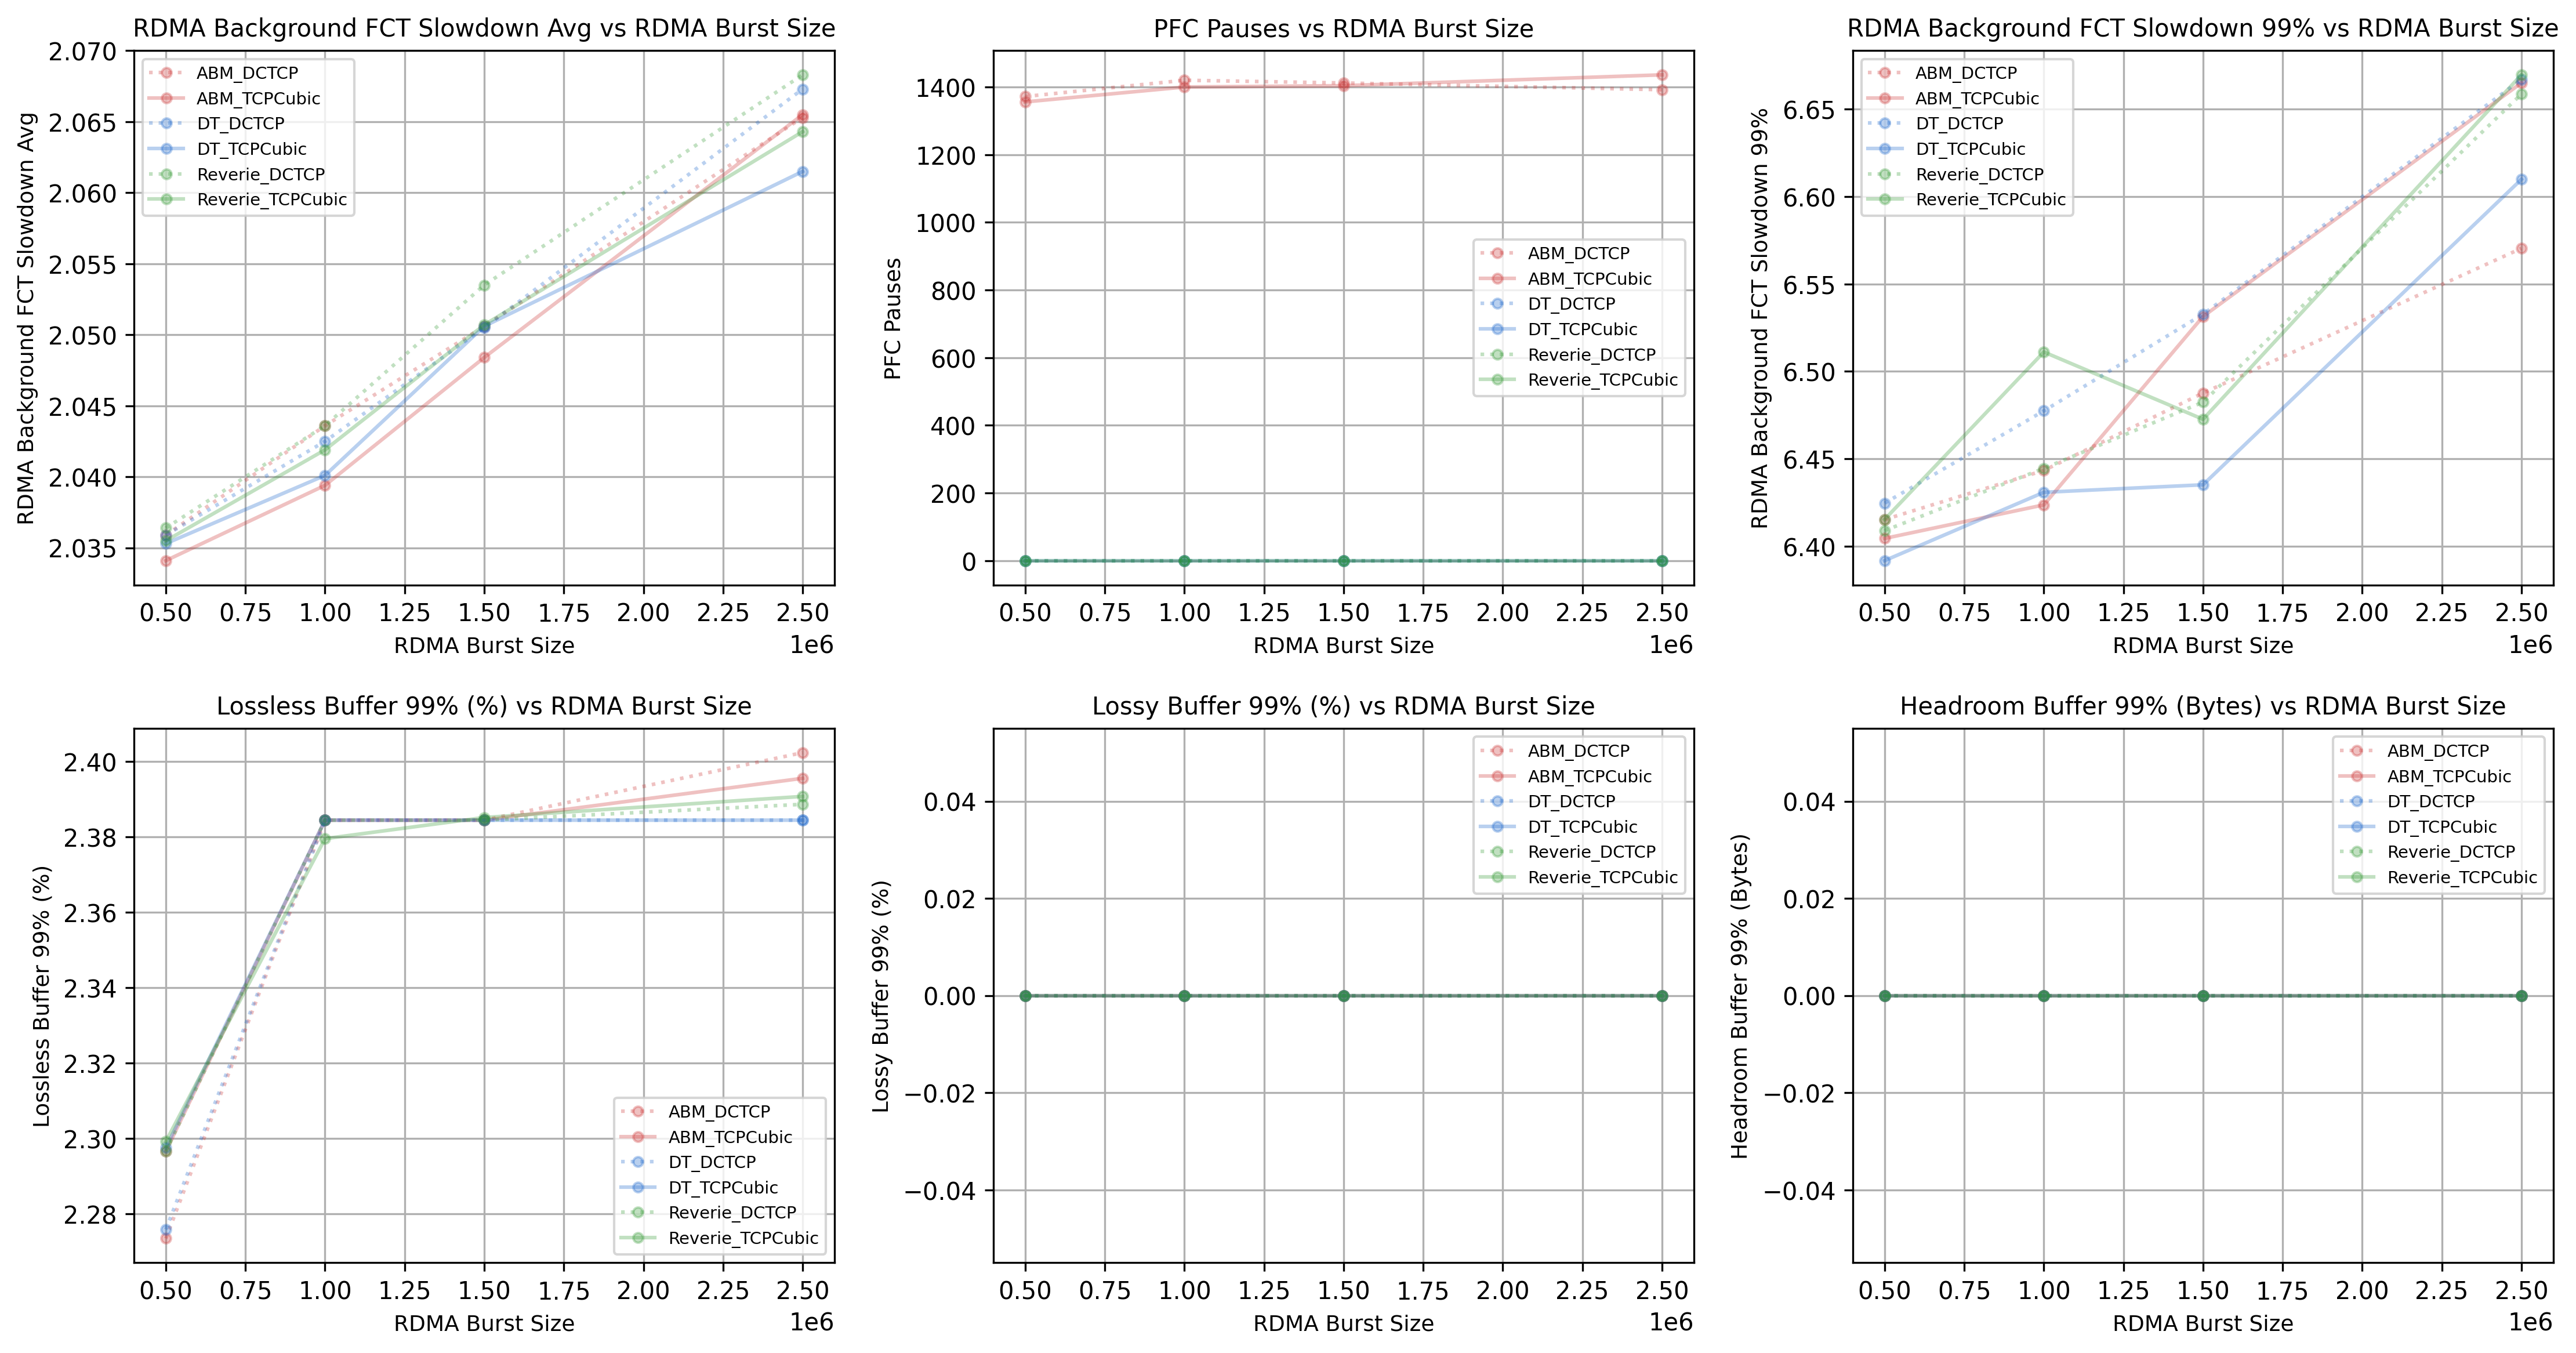 RDMA Background FCT Slowdown Avg vs RDMA Burst Size
RDMA Background FCT Slowdown Avg
2.070
2.065
2.060
2.055
2.050
2.045
2.040
2.035
ABM_DCTCP
ABM_TCPCubic
DT_DCTCP
DT_TCPCubic
Reverie_DCTCP
Reverie_TCPCubic
0.50 0.75 1.00 1.25 1.50 1.75 2.00 2.25 2.50
1e6
RDMA Burst Size
PFC Pauses vs RDMA Burst Size
PFC Pauses
1400
1200
1000
800
600
400
200
0
ABM_DCTCP
ABM_TCPCubic
DT_DCTCP
DT_TCPCubic
Reverie_DCTCP
Reverie_TCPCubic
0.50 0.75 1.00 1.25 1.50 1.75 2.00 2.25 2.50
1e6
RDMA Burst Size
RDMA Background FCT Slowdown 99% vs RDMA Burst Size
RDMA Background FCT Slowdown 99%
6.65
6.60
6.55
6.50
6.45
6.40
ABM_DCTCP
ABM_TCPCubic
DT_DCTCP
DT_TCPCubic
Reverie_DCTCP
Reverie_TCPCubic
0.50 0.75 1.00 1.25 1.50 1.75 2.00 2.25 2.50
1e6
RDMA Burst Size
Lossless Buffer 99% (%) vs RDMA Burst Size
Lossless Buffer 99% (%)
2.40
2.38
2.36
2.34
2.32
2.30
2.28
ABM_DCTCP
ABM_TCPCubic
DT_DCTCP
DT_TCPCubic
Reverie_DCTCP
Reverie_TCPCubic
0.50 0.75 1.00 1.25 1.50 1.75 2.00 2.25 2.50
1e6
RDMA Burst Size
Lossy Buffer 99% (%) vs RDMA Burst Size
Lossy Buffer 99% (%)
0.04
0.02
0.00
−0.02
−0.04
ABM_DCTCP
ABM_TCPCubic
DT_DCTCP
DT_TCPCubic
Reverie_DCTCP
Reverie_TCPCubic
0.50 0.75 1.00 1.25 1.50 1.75 2.00 2.25 2.50
1e6
RDMA Burst Size
Headroom Buffer 99% (Bytes) vs RDMA Burst Size
Headroom Buffer 99% (Bytes)
0.04
0.02
0.00
−0.02
−0.04
ABM_DCTCP
ABM_TCPCubic
DT_DCTCP
DT_TCPCubic
Reverie_DCTCP
Reverie_TCPCubic
0.50 0.75 1.00 1.25 1.50 1.75 2.00 2.25 2.50
1e6
RDMA Burst Size